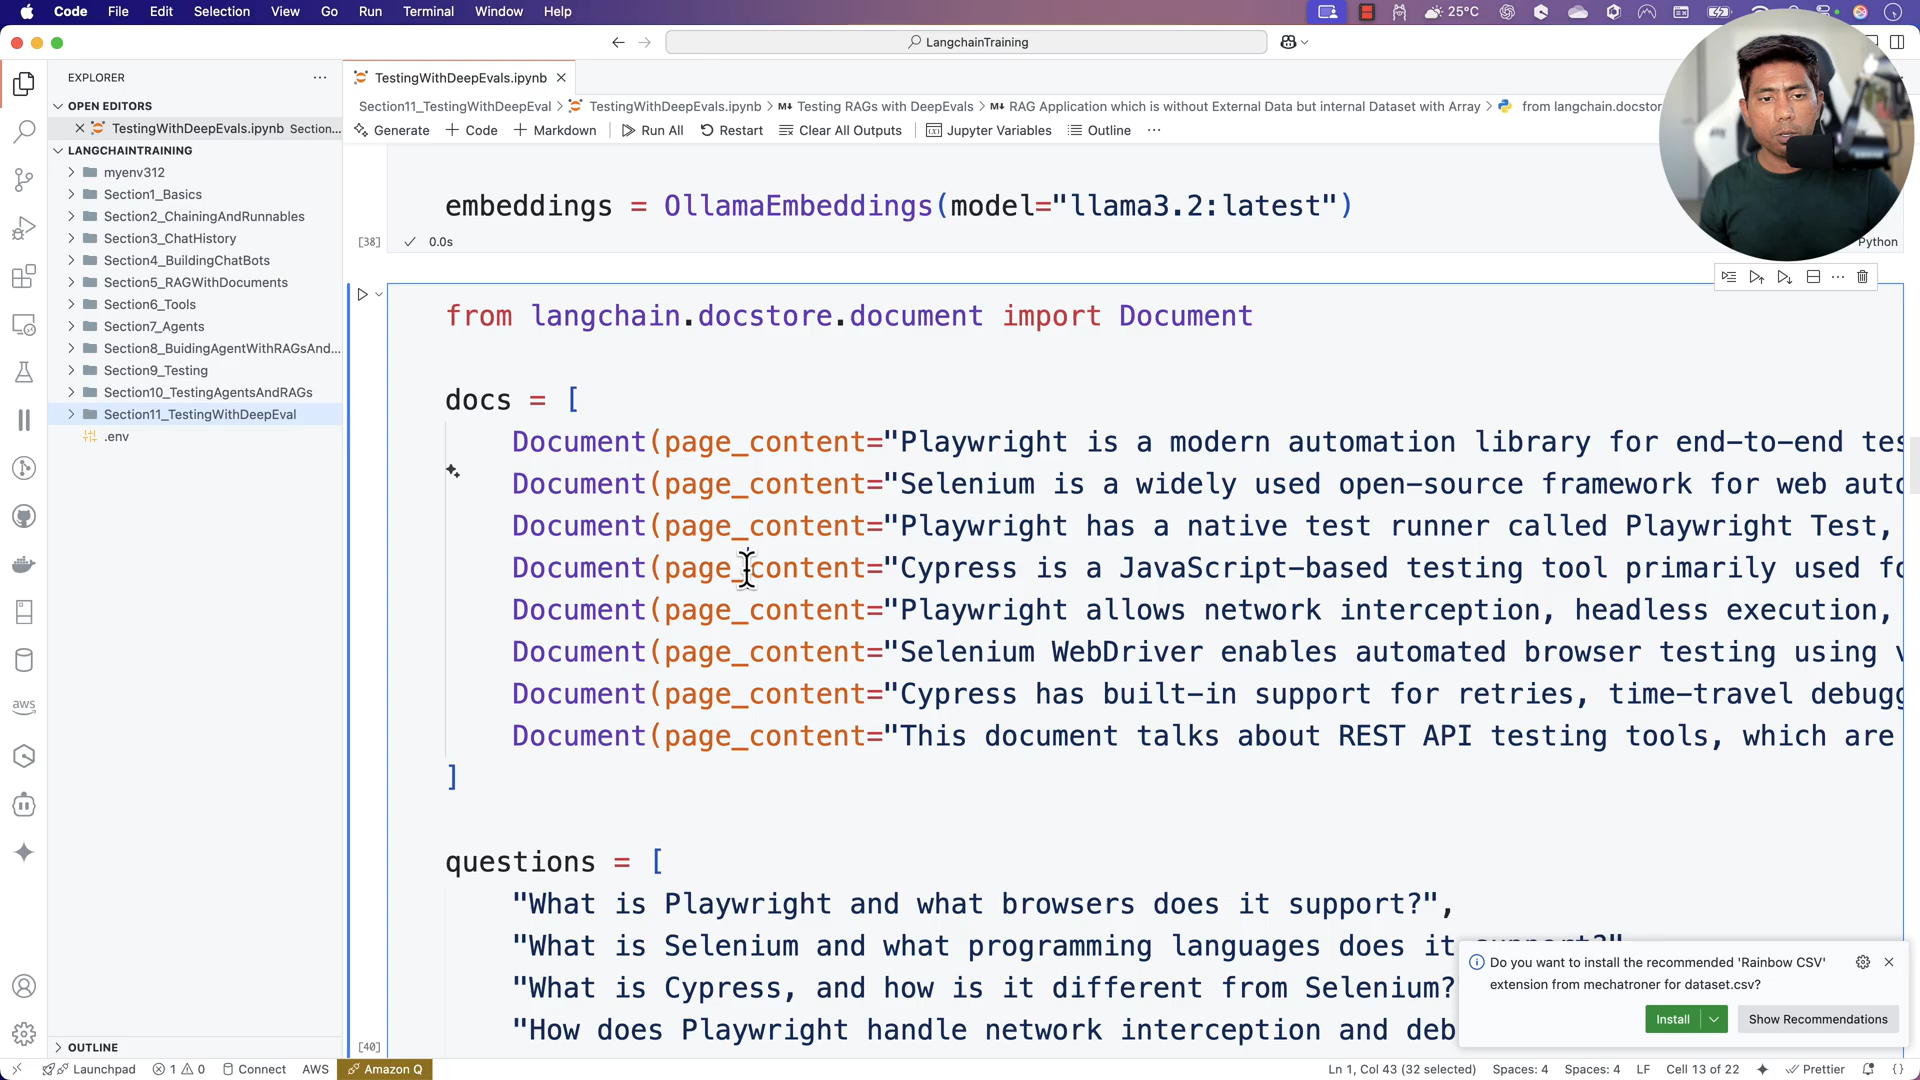 Code File Edit Selection View Go Run Terminal Window Help 25°C
LangchainTraining
EXPLORER
TestingWithDeepEvals.ipynb
OPEN EDITORS
TestingWithDeepEvals.ipynb Section...
LANGCHAINTRAINING
myenv312
Section1_Basics
Section2_ChainingAndRunnables
Section3_ChatHistory
Section4_BuildingChatBots
Section5_RAGWithDocuments
Section6_Tools
Section7_Agents
Section8_BuidingAgentWithRAGsAnd...
Section9_Testing
Section10_TestingAgentsAndRAGs
Section11_TestingWithDeepEval
.env
OUTLINE
Section11_TestingWithDeepEval > TestingWithDeepEvals.ipynb > M↓ Testing RAGs with DeepEvals > M↓ RAG Application which is without External Data but internal Dataset with Array > from langchain.docstor
Generate + Code + Markdown Run All Restart Clear All Outputs Jupyter Variables Outline ...
embeddings = OllamaEmbeddings(model="llama3.2:latest")
[38] 0.0s Python
from langchain.docstore.document import Document
docs = [
Document(page_content="Playwright is a modern automation library for end-to-end tes
Document(page_content="Selenium is a widely used open-source framework for web auto
Document(page_content="Playwright has a native test runner called Playwright Test,
Document(page_content="Cypress is a JavaScript-based testing tool primarily used fo
Document(page_content="Playwright allows network interception, headless execution,
Document(page_content="Selenium WebDriver enables automated browser testing using v
Document(page_content="Cypress has built-in support for retries, time-travel debugg
Document(page_content="This document talks about REST API testing tools, which are
]
questions = [
"What is Playwright and what browsers does it support?",
"What is Selenium and what programming languages does it support?"
"What is Cypress, and how is it different from Selenium?"
"How does Playwright handle network interception and deb
[40]
Do you want to install the recommended 'Rainbow CSV'
extension from mechatroner for dataset.csv?
Install Show Recommendations
Launchpad 1 0 Connect AWS Amazon Q Ln 1, Col 43 (32 selected) Spaces: 4 Spaces: 4 LF Cell 13 of 22 Prettier